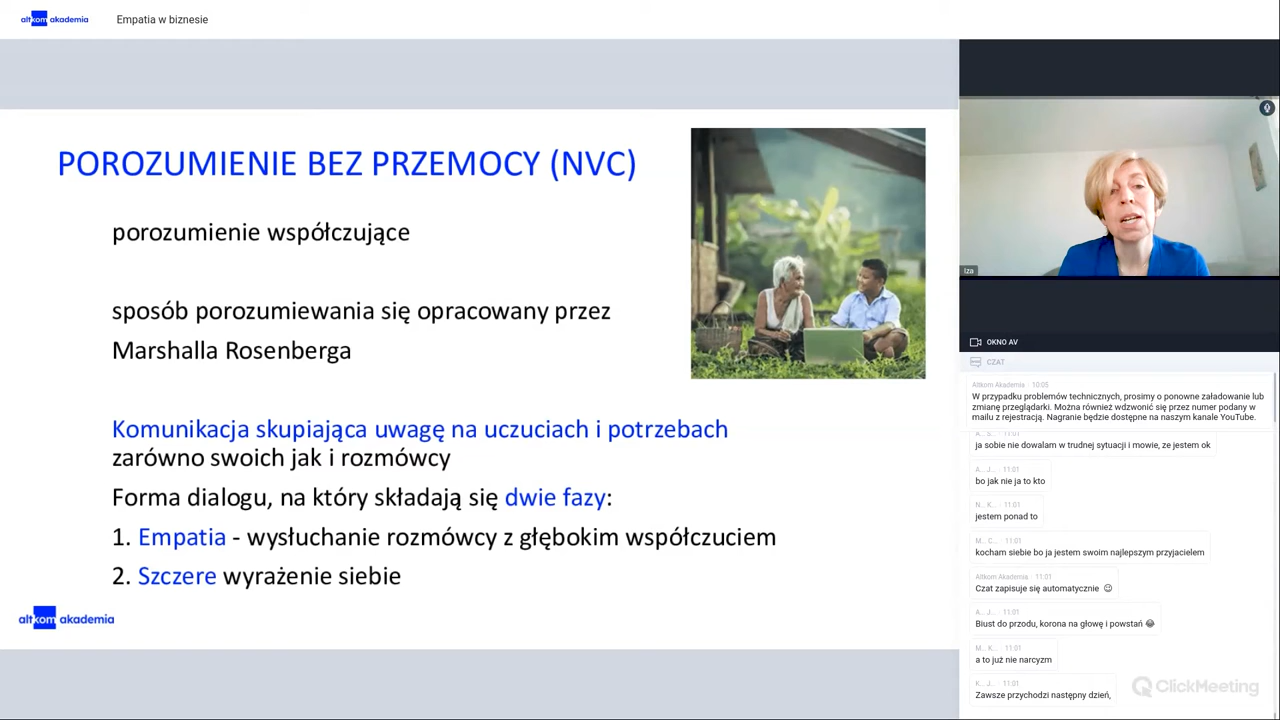 altkom akademia
Empatia w biznesie
POROZUMIENIE BEZ PRZEMOCY (NVC)
porozumienie współczujące
sposób porozumiewania się opracowany przez
Marshalla Rosenberga
Komunikacja skupiająca uwagę na uczuciach i potrzebach
zarówno swoich jak i rozmówcy
Forma dialogu, na który składają się dwie fazy:
1. Empatia - wysłuchanie rozmówcy z głębokim współczuciem
2. Szczere wyrażenie siebie
altkom akademia
Iza
OKNO AV
CZAT
Altkom Akademia · 10:05
W przypadku problemów technicznych, prosimy o ponowne załadowanie lub
zmianę przeglądarki. Można również wdzwonić się przez numer podany w
mailu z rejestracją. Nagranie będzie dostępne na naszym kanale YouTube.
A... S... · 11:01
ja sobie nie dowalam w trudnej sytuacji i mowie, ze jestem ok
A... J... · 11:01
bo jak nie ja to kto
N... K... · 11:01
jestem ponad to
M... C... · 11:01
kocham siebie bo ja jestem swoim najlepszym przyjacielem
Altkom Akademia · 11:01
Czat zapisuje się automatycznie 😉
A... J... · 11:01
Biust do przodu, korona na głowę i powstań 😂
M... K... · 11:01
a to już nie narcyzm
K... J... · 11:01
Zawsze przychodzi następny dzień,
ClickMeeting